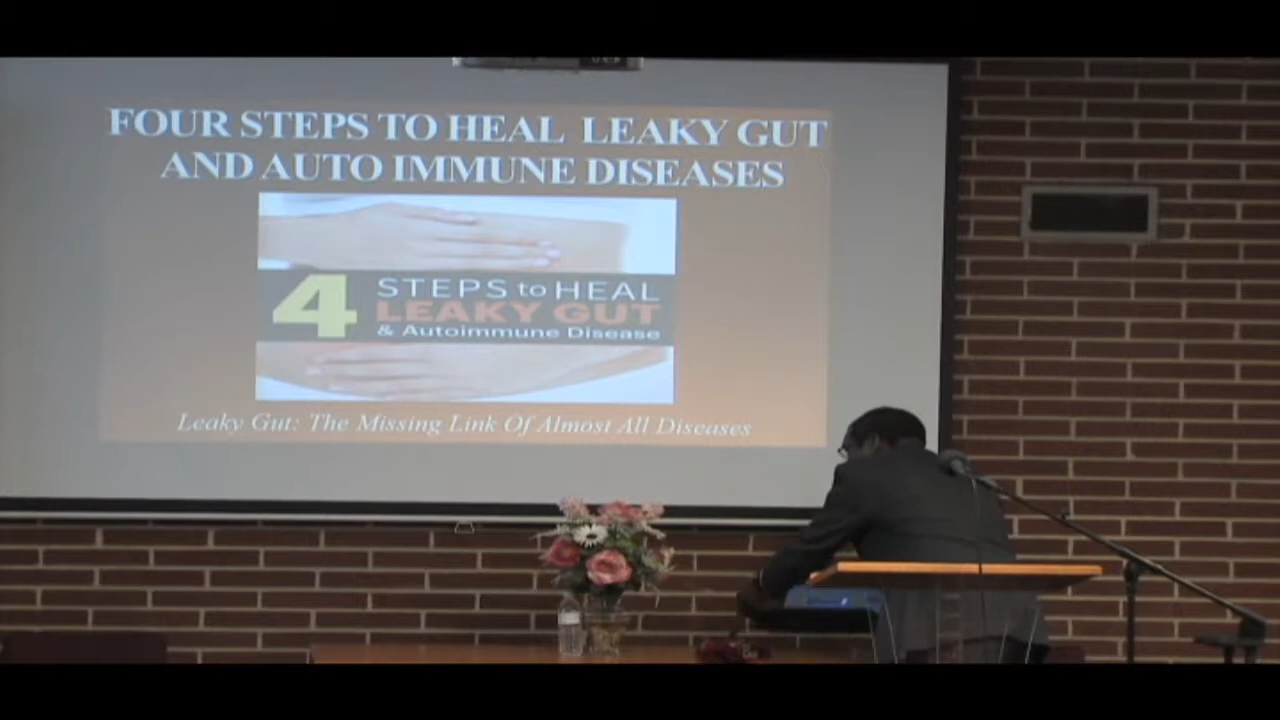 FOUR STEPS TO HEAL LEAKY GUT
AND AUTO IMMUNE DISEASES
4 STEPS to HEAL
LEAKY GUT
& Autoimmune Disease
Leaky Gut: The Missing Link Of Almost All Diseases